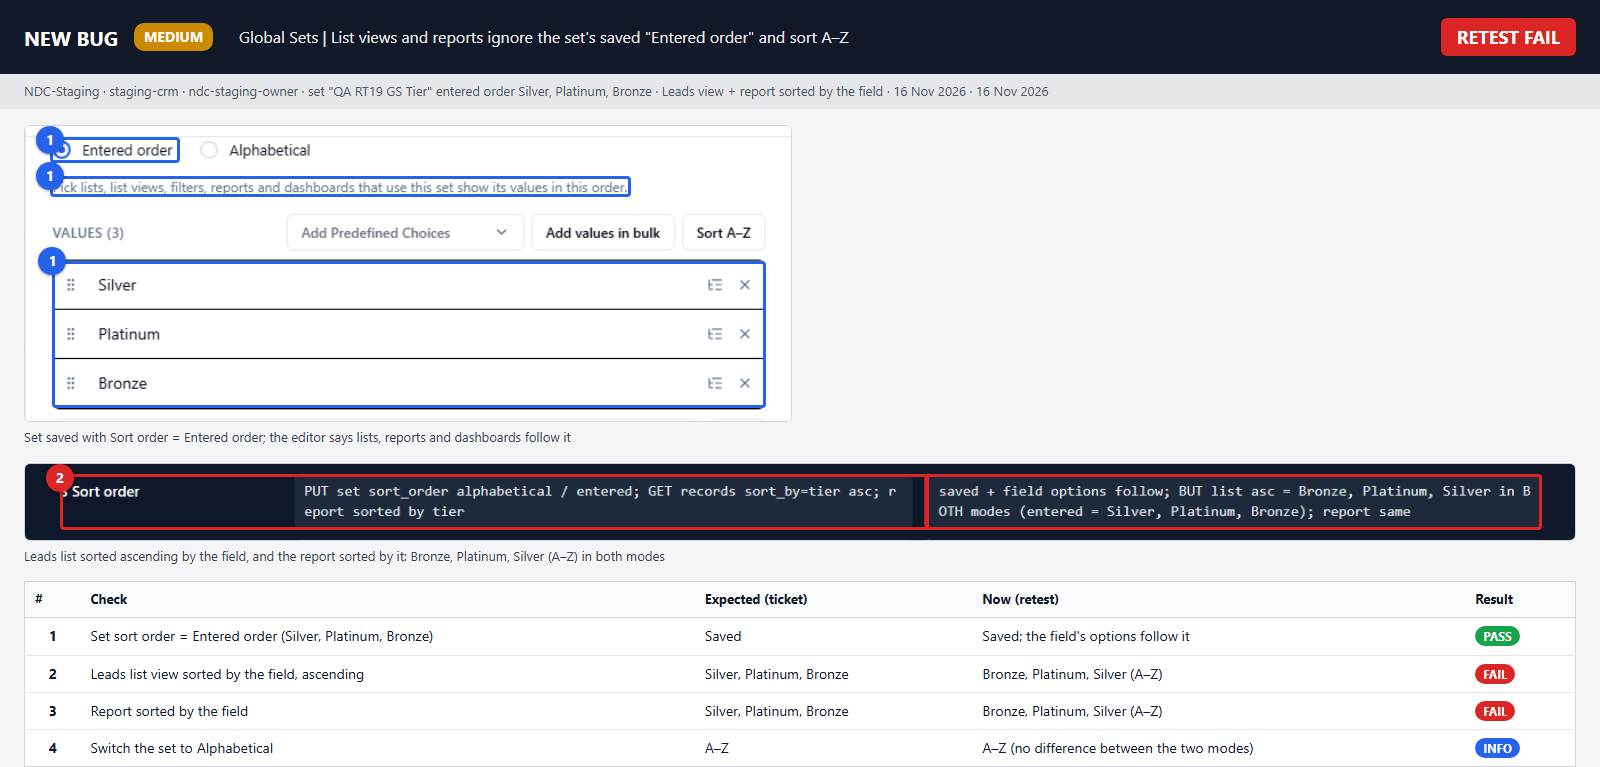 NEW BUG MEDIUM Global Sets | List views and reports ignore the set's saved "Entered order" and sort A–Z RETEST FAIL
NDC-Staging · staging-crm · ndc-staging-owner · set "QA RT19 GS Tier" entered order Silver, Platinum, Bronze · Leads view + report sorted by the field · 16 Nov 2026 · 16 Nov 2026
1 Entered order Alphabetical
1 Pick lists, list views, filters, reports and dashboards that use this set show its values in this order.
VALUES (3) Add Predefined Choices Add values in bulk Sort A–Z
1
Silver
Platinum
Bronze
Set saved with Sort order = Entered order; the editor says lists, reports and dashboards follow it
2
Sort order
PUT set sort_order alphabetical / entered; GET records sort_by=tier asc; r
eport sorted by tier
saved + field options follow; BUT list asc = Bronze, Platinum, Silver in B
OTH modes (entered = Silver, Platinum, Bronze); report same
Leads list sorted ascending by the field, and the report sorted by it: Bronze, Platinum, Silver (A–Z) in both modes
# Check Expected (ticket) Now (retest) Result
1 Set sort order = Entered order (Silver, Platinum, Bronze) Saved Saved; the field's options follow it PASS
2 Leads list view sorted by the field, ascending Silver, Platinum, Bronze Bronze, Platinum, Silver (A–Z) FAIL
3 Report sorted by the field Silver, Platinum, Bronze Bronze, Platinum, Silver (A–Z) FAIL
4 Switch the set to Alphabetical A–Z A–Z (no difference between the two modes) INFO